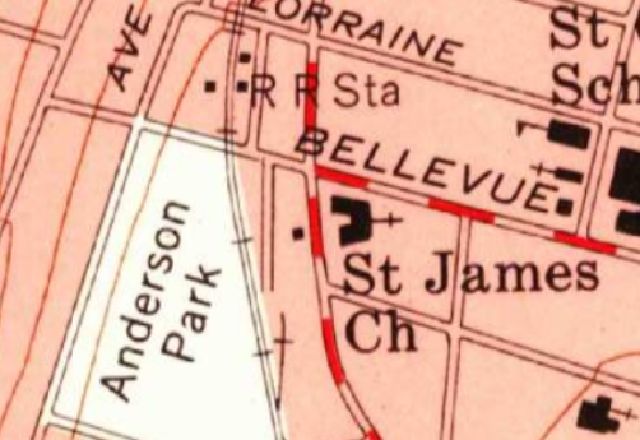 LORRAINE
AVE
St
Sch
R R Sta
BELLEVUE
Anderson
Park
St James
Ch